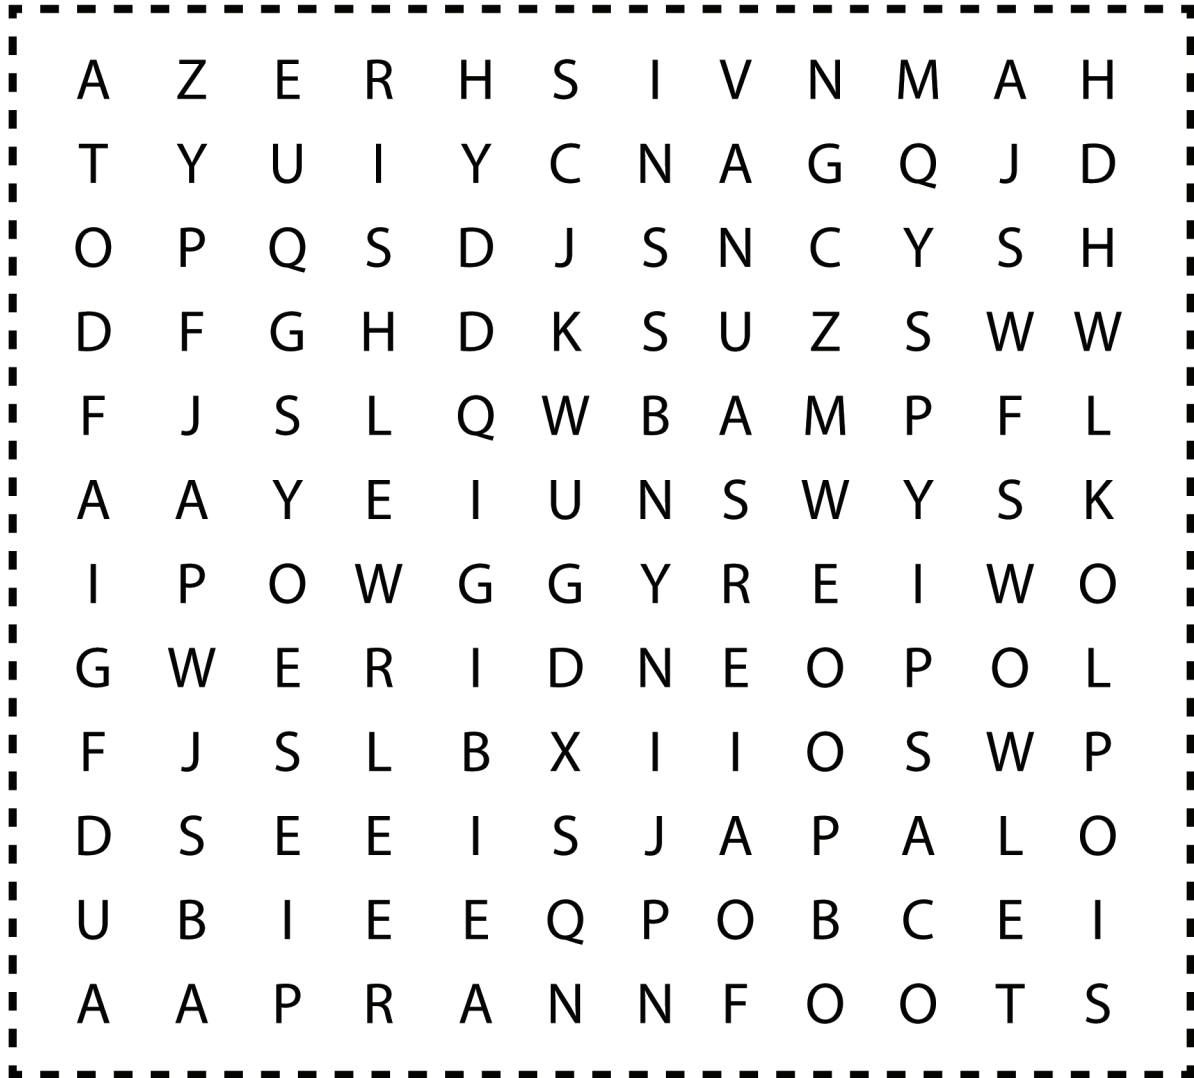 A Z E R H S I V N M A H
T Y U I Y C N A G Q J D
O P Q S D J S N C Y S H
D F G H D K S U Z S W W
F J S L Q W B A M P F L
A A Y E I U N S W Y S K
I P O W G G Y R E I W O
G W E R I D N E O P O L
F J S L B X I I O S W P
D S E E I S J A P A L O
U B I E E Q P O B C E I
A A P R A N N F O O T S